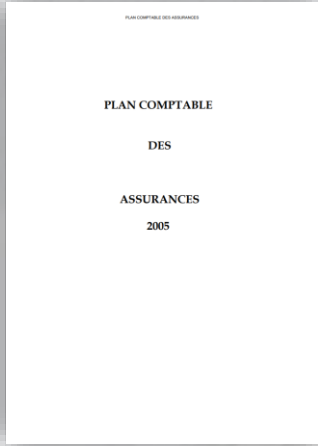 PLAN COMPTABLE DES ASSURANCES
PLAN COMPTABLE
DES
ASSURANCES
2005